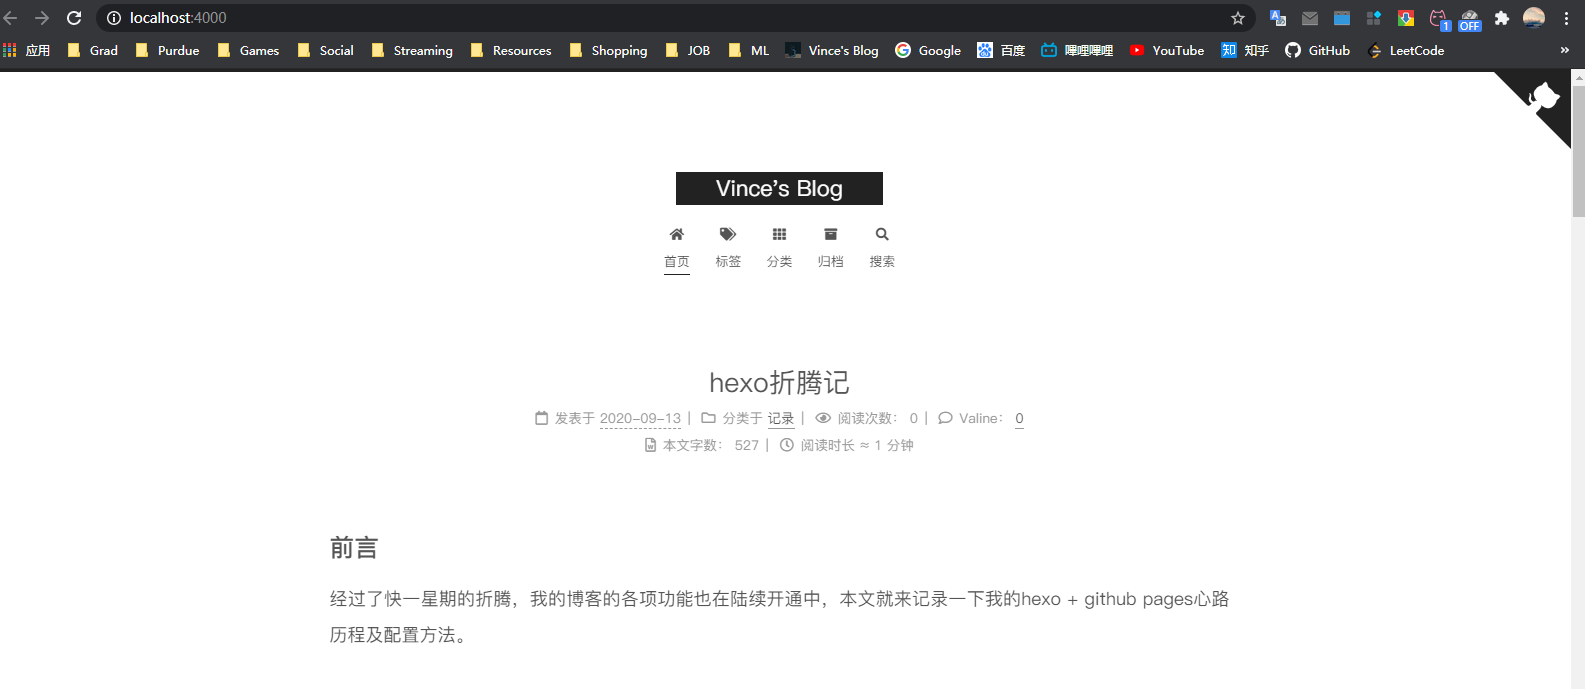 localhost:4000
应用 Grad Purdue Games Social Streaming Resources Shopping JOB ML Vince's Blog Google 百度 哔哩哔哩 YouTube 知 知乎 GitHub LeetCode »
1 OFF
Vince’s Blog
首页 标签 分类 归档 搜索
hexo折腾记
发表于 2020-09-13 | 分类于 记录 | 阅读次数： 0 | Valine： 0
本文字数： 527 | 阅读时长 ≈ 1 分钟
前言
经过了快一星期的折腾，我的博客的各项功能也在陆续开通中，本文就来记录一下我的hexo + github pages心路
历程及配置方法。